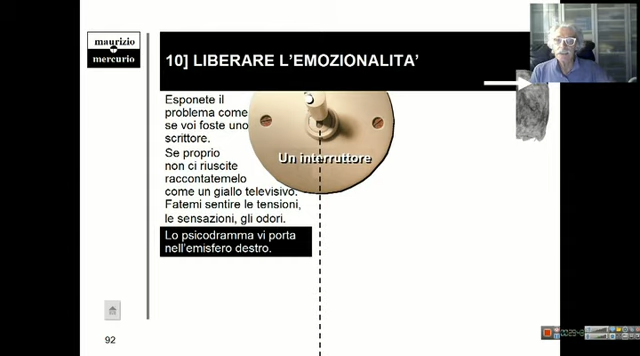 maurizio
mercurio
10] LIBERARE L'EMOZIONALITA'
Esponete il
problema come
se voi foste uno
scrittore.
Se proprio
non ci riuscite
raccontatemelo
come un giallo televisivo.
Fatemi sentire le tensioni,
le sensazioni, gli odori.
Lo psicodramma vi porta
nell'emisfero destro.
Un interruttore
92